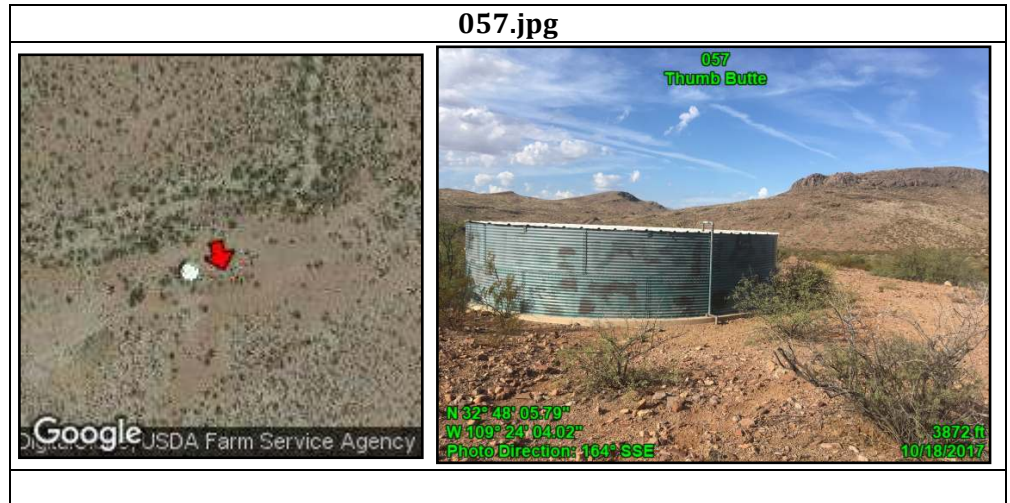 057.jpg
057
Thumb Butte
N 32° 48' 05.79"
W 109° 24' 04.02"
Photo Direction: 164° SSE
3872 ft
10/18/2017
Google
USDA Farm Service Agency